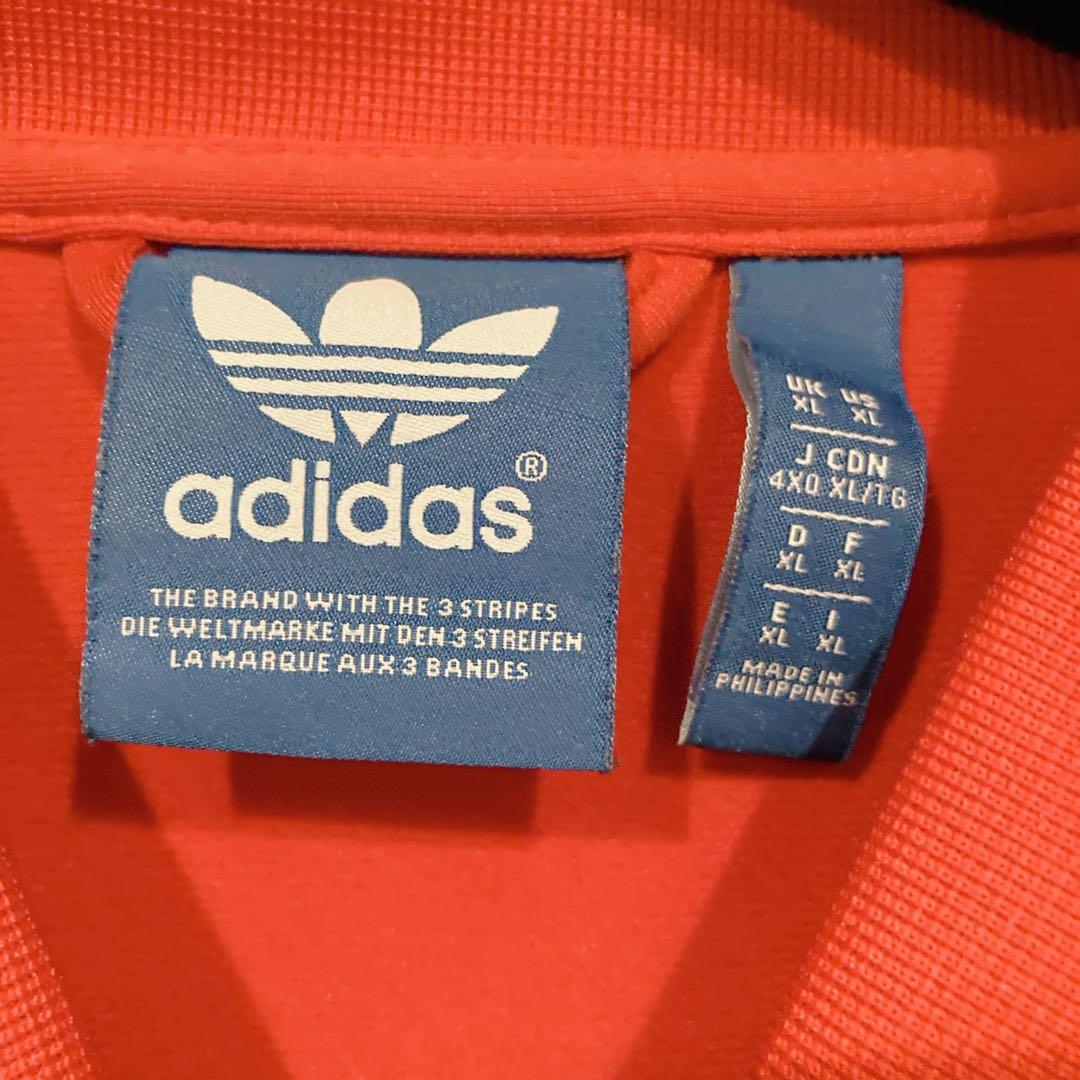 adidas®
THE BRAND WITH THE 3 STRIPES
DIE WELTMARKE MIT DEN 3 STREIFEN
LA MARQUE AUX 3 BANDES
UK US
XL XL
J CDN
4XO XL/TG
D F
XL XL
E I
XL XL
MADE IN
PHILIPPINES